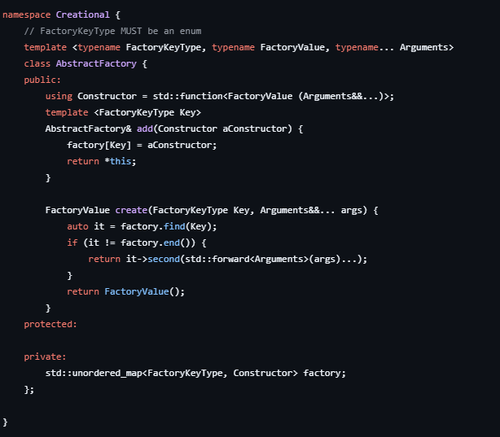 namespace Creational {
    // FactoryKeyType MUST be an enum
    template <typename FactoryKeyType, typename FactoryValue, typename... Arguments>
    class AbstractFactory {
    public:
        using Constructor = std::function<FactoryValue (Arguments&&...)>;
        template <FactoryKeyType Key>
        AbstractFactory& add(Constructor aConstructor) {
            factory[Key] = aConstructor;
            return *this;
        }

        FactoryValue create(FactoryKeyType Key, Arguments&&... args) {
            auto it = factory.find(Key);
            if (it != factory.end()) {
                return it->second(std::forward<Arguments>(args)...);
            }
            return FactoryValue();
        }
    protected:

    private:
        std::unordered_map<FactoryKeyType, Constructor> factory;
    };

}